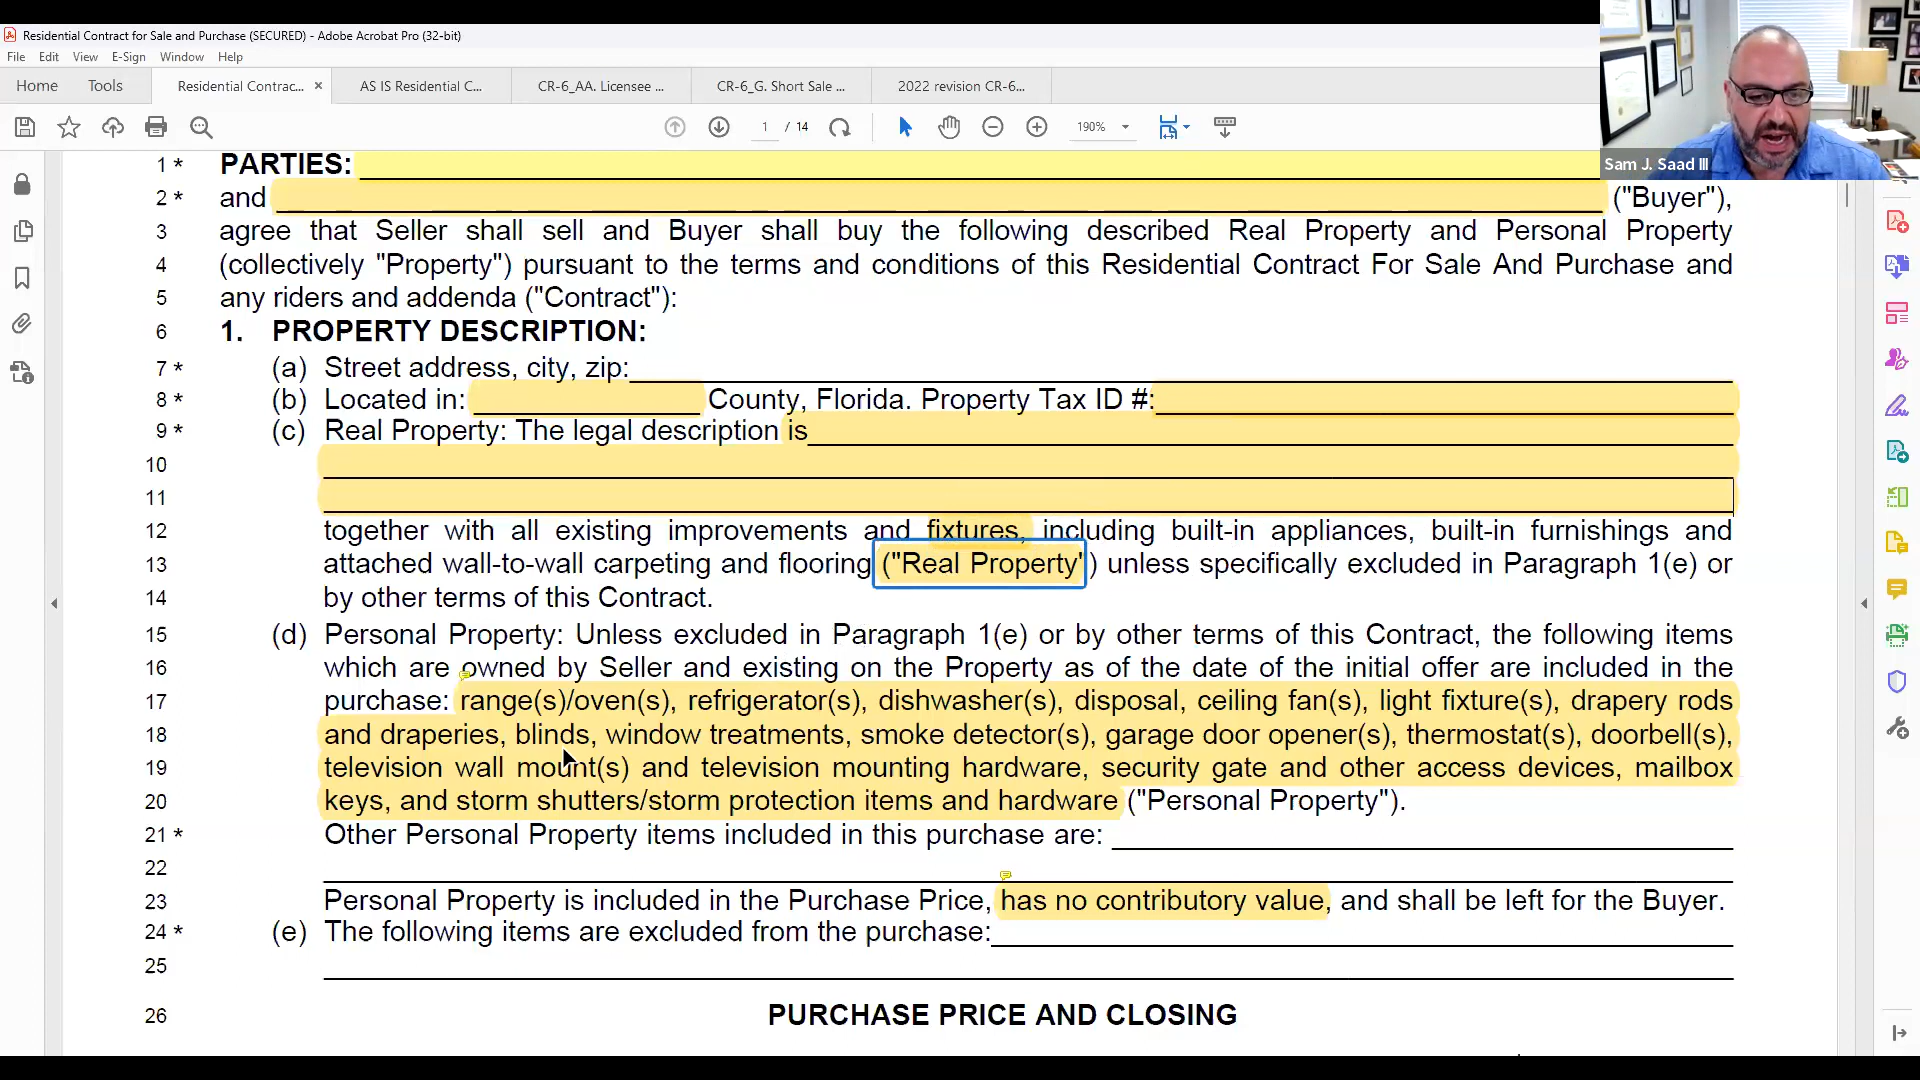 Residential Contract for Sale and Purchase (SECURED) - Adobe Acrobat Pro (32-bit)
File Edit View E-Sign Window Help
Home Tools Residential Contrac... × AS IS Residential C... CR-6_AA. Licensee ... CR-6_G. Short Sale ... 2022 revision CR-6...
1 / 14 190%
Sam J. Saad III
1 * PARTIES:
2 * and ("Buyer"),
3 agree that Seller shall sell and Buyer shall buy the following described Real Property and Personal Property
4 (collectively "Property") pursuant to the terms and conditions of this Residential Contract For Sale And Purchase and
5 any riders and addenda ("Contract"):
6 1. PROPERTY DESCRIPTION:
7 * (a) Street address, city, zip:
8 * (b) Located in: County, Florida. Property Tax ID #:
9 * (c) Real Property: The legal description is
10
11
12 together with all existing improvements and fixtures, including built-in appliances, built-in furnishings and
13 attached wall-to-wall carpeting and flooring ("Real Property") unless specifically excluded in Paragraph 1(e) or
14 by other terms of this Contract.
15 (d) Personal Property: Unless excluded in Paragraph 1(e) or by other terms of this Contract, the following items
16 which are owned by Seller and existing on the Property as of the date of the initial offer are included in the
17 purchase: range(s)/oven(s), refrigerator(s), dishwasher(s), disposal, ceiling fan(s), light fixture(s), drapery rods
18 and draperies, blinds, window treatments, smoke detector(s), garage door opener(s), thermostat(s), doorbell(s),
19 television wall mount(s) and television mounting hardware, security gate and other access devices, mailbox
20 keys, and storm shutters/storm protection items and hardware ("Personal Property").
21 * Other Personal Property items included in this purchase are:
22
23 Personal Property is included in the Purchase Price, has no contributory value, and shall be left for the Buyer.
24 * (e) The following items are excluded from the purchase:
25
26 PURCHASE PRICE AND CLOSING